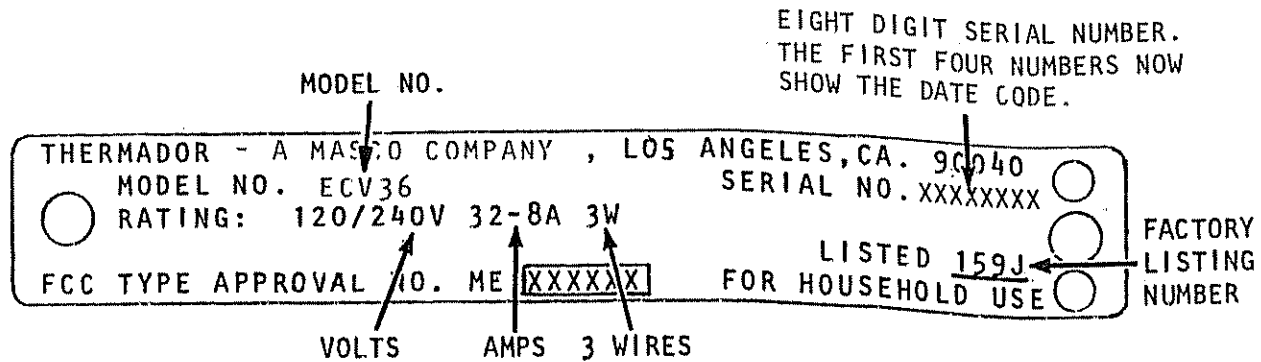 EIGHT DIGIT SERIAL NUMBER.
THE FIRST FOUR NUMBERS NOW
SHOW THE DATE CODE.
MODEL NO.
THERMADOR - A MASCO COMPANY , LOS ANGELES,CA. 90040
MODEL NO. ECV36 SERIAL NO. XXXXXXXX
RATING: 120/240V 32-8A 3W
LISTED 159J
FCC TYPE APPROVAL NO. ME XXXXXX FOR HOUSEHOLD USE
FACTORY
LISTING
NUMBER
VOLTS AMPS 3 WIRES